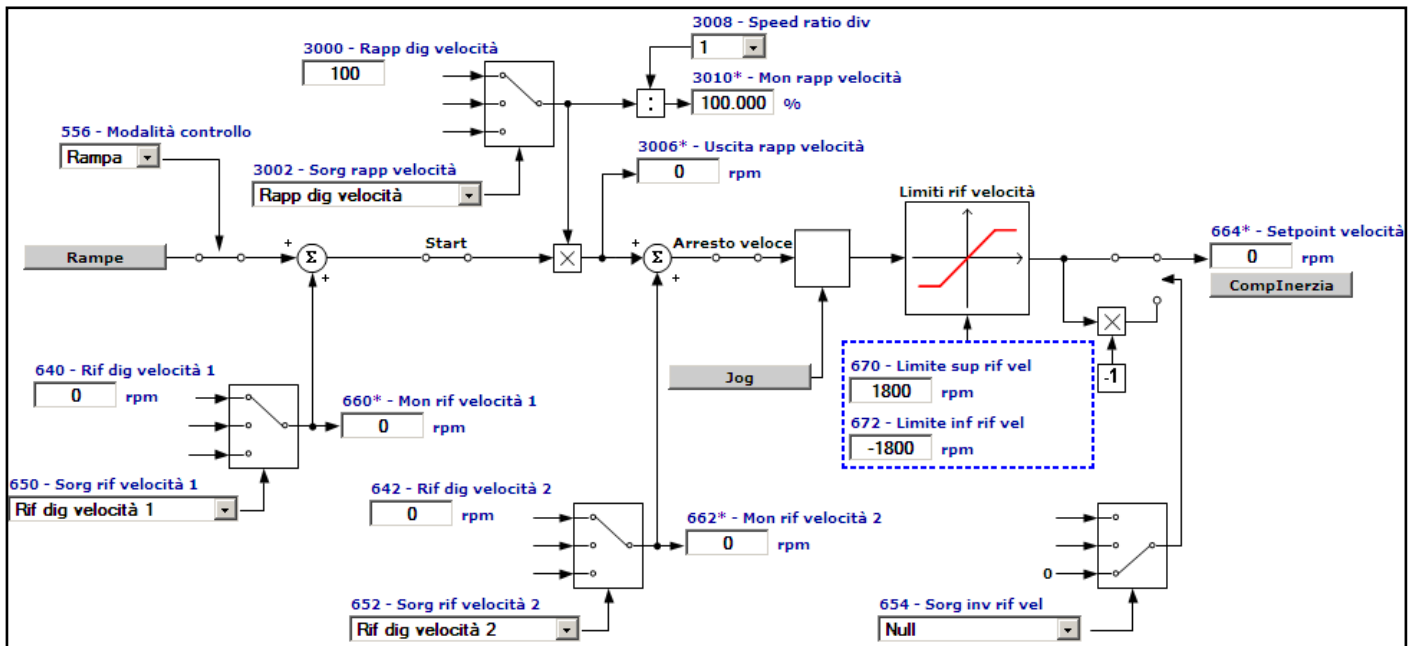 3008 - Speed ratio div
1
3000 - Rapp dig velocità
100
3010* - Mon rapp velocità
:
100.000 %
556 - Modalità controllo
Rampa
3006* - Uscita rapp velocità
0 rpm
3002 - Sorg rapp velocità
Rapp dig velocità
Limiti rif velocità
664* - Setpoint velocità
0 rpm
CompInerzia
Rampe
+
Σ
+
Start
×
+
Σ
+
Arresto veloce
×
-1
640 - Rif dig velocità 1
0 rpm
660* - Mon rif velocità 1
0 rpm
Jog
670 - Limite sup rif vel
1800 rpm
672 - Limite inf rif vel
-1800 rpm
650 - Sorg rif velocità 1
Rif dig velocità 1
642 - Rif dig velocità 2
0 rpm
662* - Mon rif velocità 2
0 rpm
0
652 - Sorg rif velocità 2
Rif dig velocità 2
654 - Sorg inv rif vel
Null